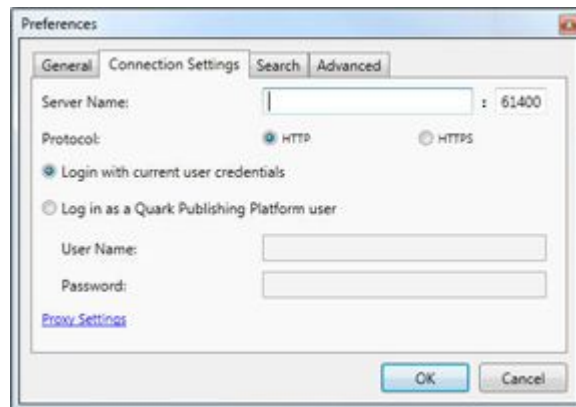 Preferences
General Connection Settings Search Advanced
Server Name: : 61400
Protocol: HTTP HTTPS
Login with current user credentials
Log in as a Quark Publishing Platform user
User Name:
Password:
Proxy Settings
OK Cancel